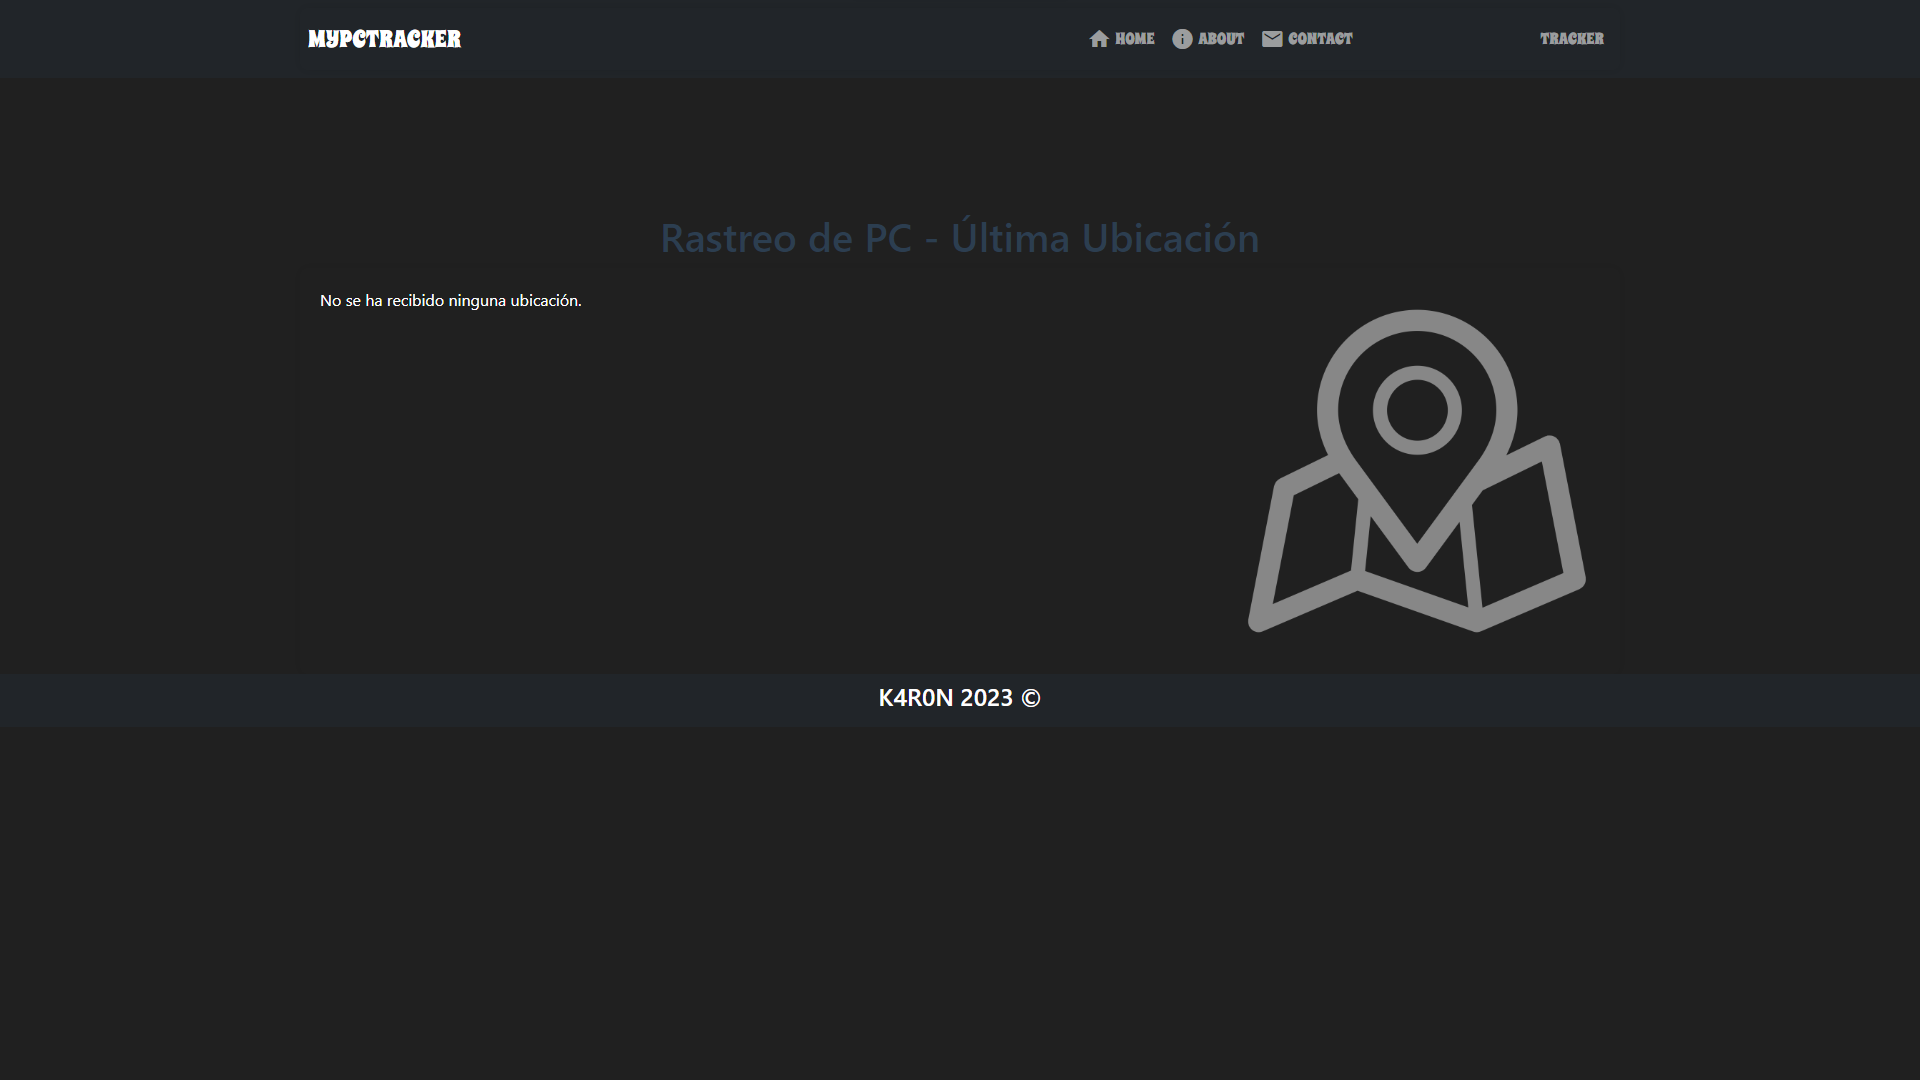 MYPCTRACKER
HOME ABOUT CONTACT TRACKER
Rastreo de PC - Última Ubicación
No se ha recibido ninguna ubicación.
K4R0N 2023 ©